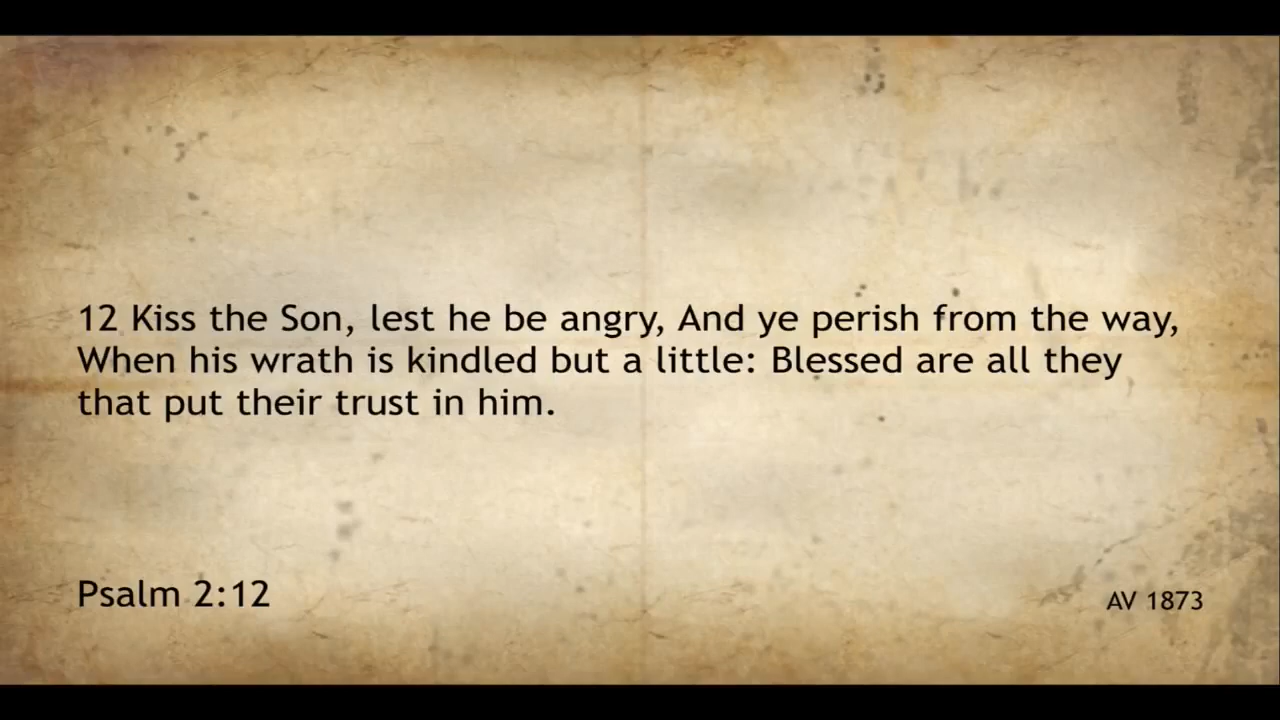 12 Kiss the Son, lest he be angry, And ye perish from the way,
When his wrath is kindled but a little: Blessed are all they
that put their trust in him.
Psalm 2:12
AV 1873